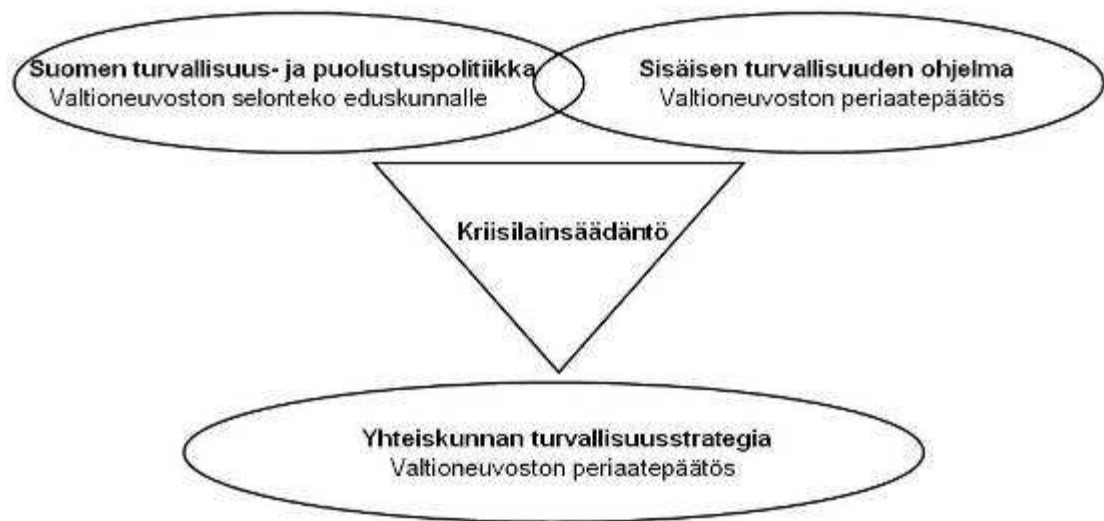 Suomen turvallisuus- ja puolustuspolitiikka
Valtioneuvoston selonteko eduskunnalle
Sisäisen turvallisuuden ohjelma
Valtioneuvoston periaatepäätös
Kriisilainsäädäntö
Yhteiskunnan turvallisuusstrategia
Valtioneuvoston periaatepäätös